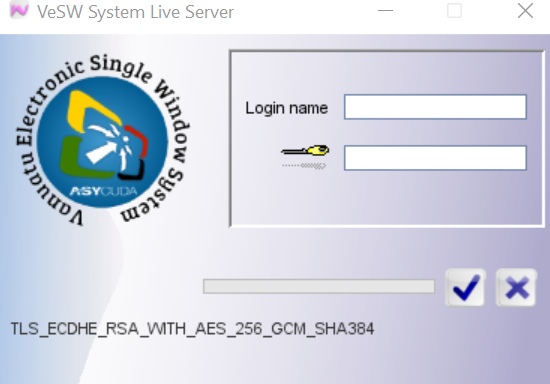 VeSW System Live Server
Vanuatu Electronic Single Window System
ASYCUDA
Login name
TLS_ECDHE_RSA_WITH_AES_256_GCM_SHA384